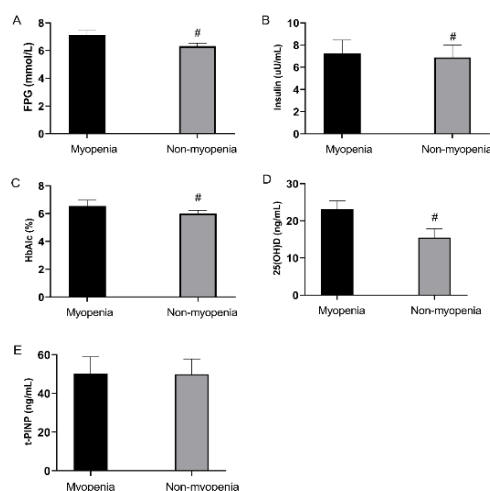 A
FPG (mmol/L)
8
6
4
2
0
#
Myopenia
Non-myopenia
B
Insulin (uU/mL)
10
8
6
4
2
0
#
Myopenia
Non-myopenia
C
HbAlc (%)
8
6
4
2
0
#
Myopenia
Non-myopenia
D
25(OH)D (ng/mL)
30
20
10
0
#
Myopenia
Non-myopenia
E
t-PINP (ng/mL)
60
40
20
0
Myopenia
Non-myopenia